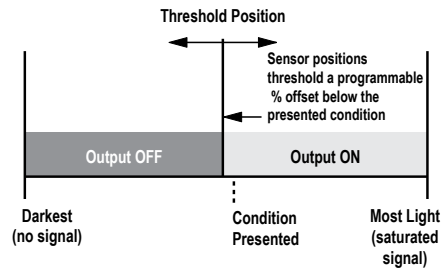 Threshold Position
Sensor positions
threshold a programmable
% offset below the
presented condition
Output OFF
Output ON
Darkest
(no signal)
Condition
Presented
Most Light
(saturated
signal)